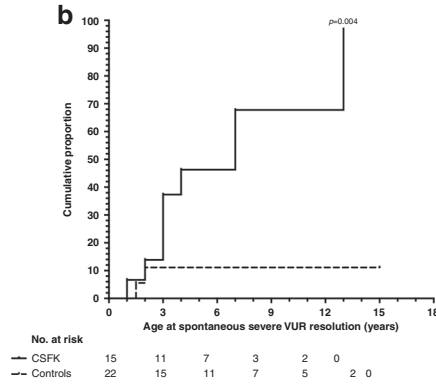 b
p=0.004
100
90
80
70
60
50
40
30
20
10
0
Cumulative proportion
0 3 6 9 12 15 18
Age at spontaneous severe VUR resolution (years)
No. at risk
CSFK 15 11 7 3 2 0
Controls 22 15 11 7 5 2 0